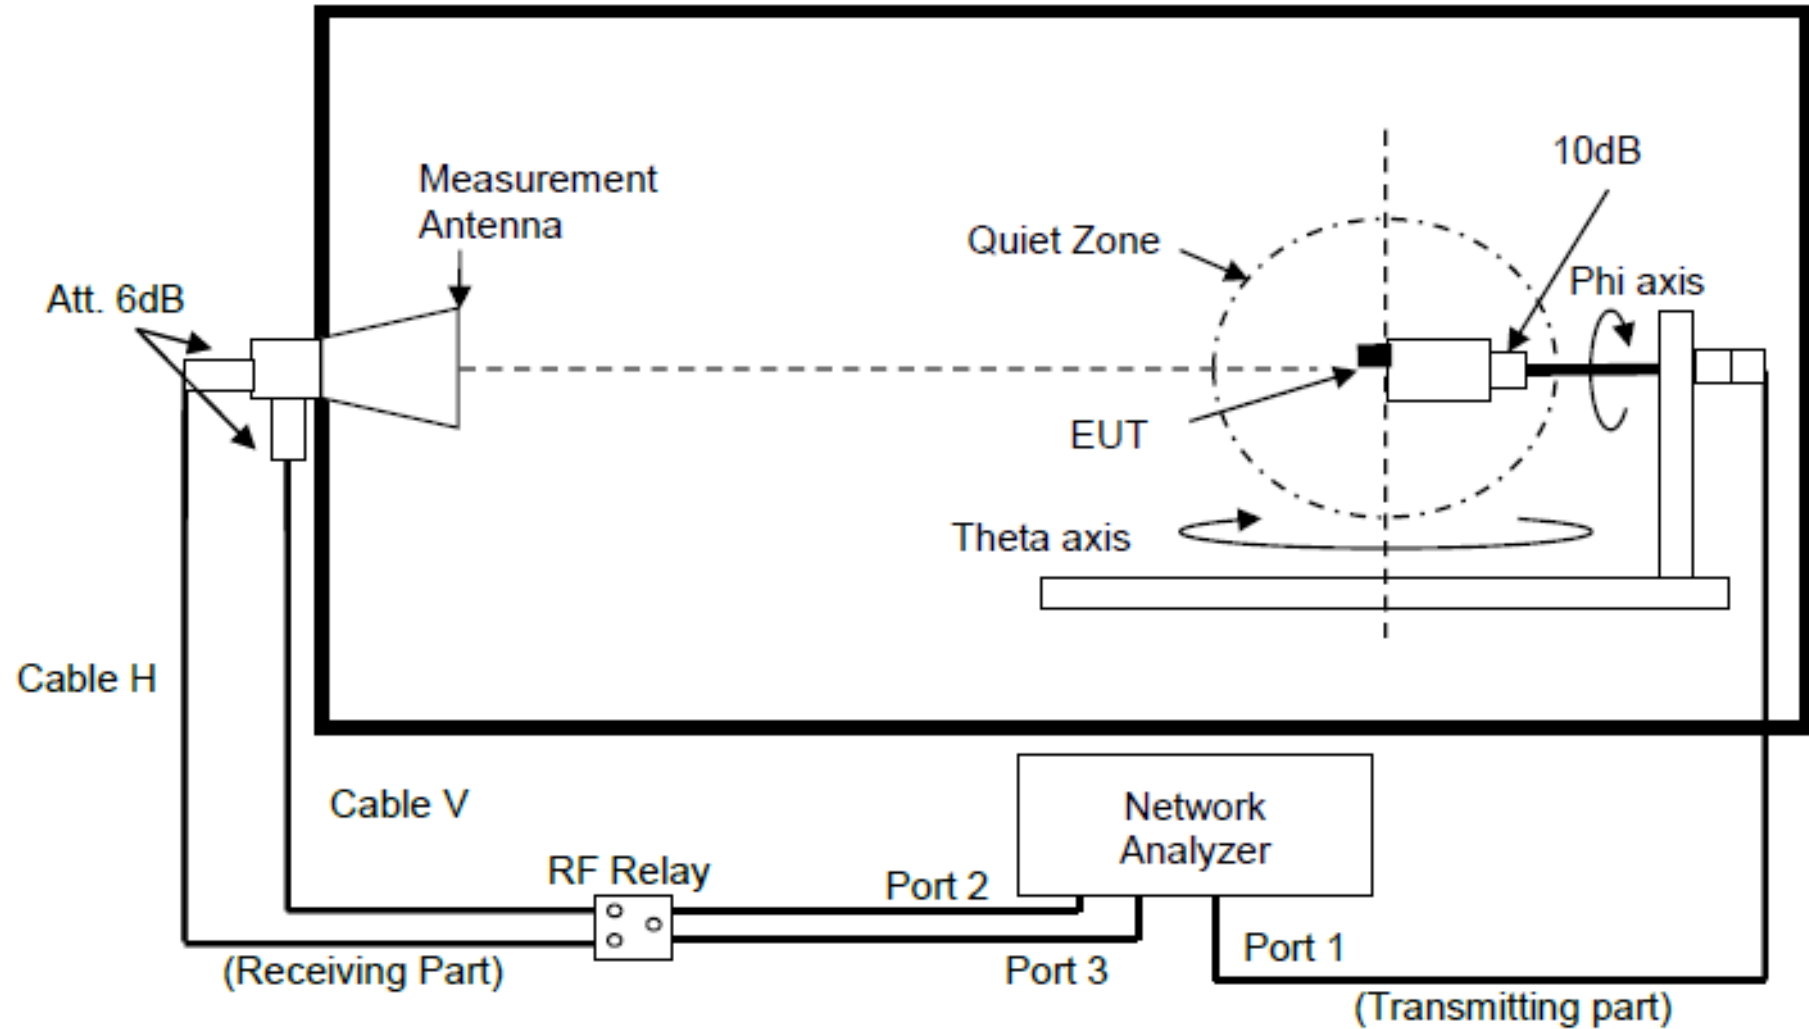 10dB
Measurement
Antenna
Quiet Zone
Phi axis
Att. 6dB
EUT
Theta axis
Cable H
Cable V
Network
Analyzer
RF Relay
Port 2
Port 1
Port 3
(Receiving Part)
(Transmitting part)